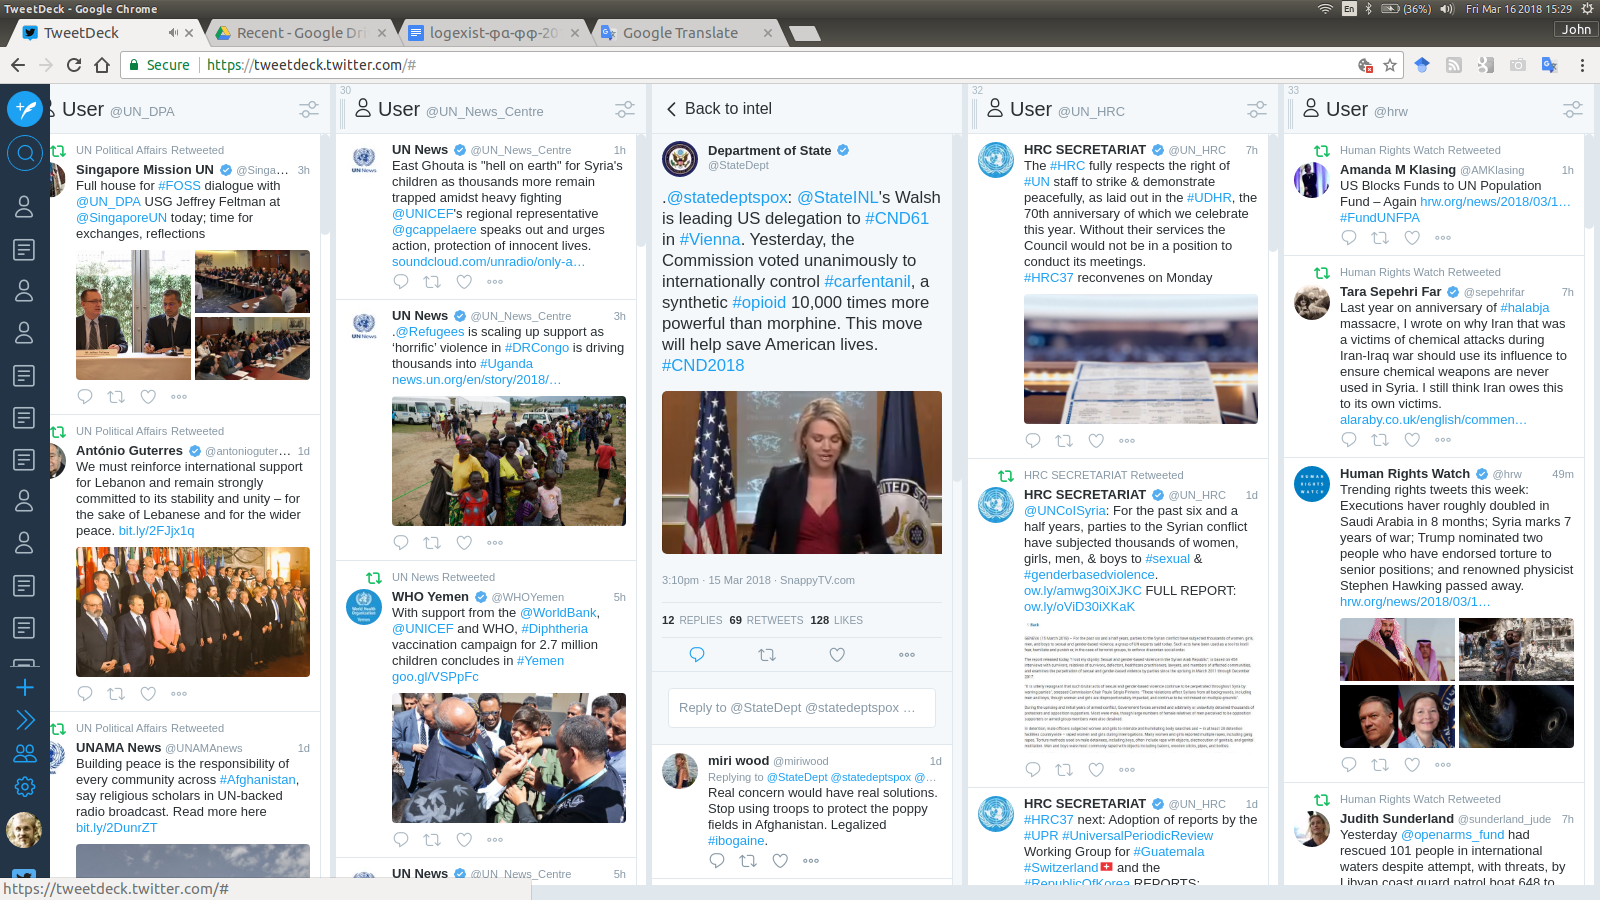 TweetDeck - Google Chrome
En
(36%)
Fri Mar 16 2018 15:29
TweetDeck
Recent - Google Dri
logexist-φα-φφ-20
Google Translate
John
Secure
https://tweetdeck.twitter.com/#
User @UN_DPA
UN Political Affairs Retweeted
Singapore Mission UN @Singa... 3h
Full house for #FOSS dialogue with
@UN_DPA USG Jeffrey Feltman at
@SingaporeUN today; time for
exchanges, reflections
UN Political Affairs Retweeted
António Guterres @antonioguter... 1d
We must reinforce international support
for Lebanon and remain strongly
committed to its stability and unity – for
the sake of Lebanese and for the wider
peace. bit.ly/2FJjx1q
UN Political Affairs Retweeted
UNAMA News @UNAMAnews 1d
Building peace is the responsibility of
every community across #Afghanistan,
say religious scholars in UN-backed
radio broadcast. Read more here
bit.ly/2DunrZT
https://tweetdeck.twitter.com/#
30
User @UN_News_Centre
UN News @UN_News_Centre 1h
East Ghouta is "hell on earth" for Syria's
children as thousands more remain
trapped amidst heavy fighting
@UNICEF's regional representative
@gcappelaere speaks out and urges
action, protection of innocent lives.
soundcloud.com/unradio/only-a…
UN News @UN_News_Centre 3h
.@Refugees is scaling up support as
‘horrific’ violence in #DRCongo is driving
thousands into #Uganda
news.un.org/en/story/2018/…
UN News Retweeted
WHO Yemen @WHOYemen 5h
With support from the @WorldBank,
@UNICEF and WHO, #Diphtheria
vaccination campaign for 2.7 million
children concludes in #Yemen
goo.gl/VSPpFc
UN News @UN_News_Centre 5h
Back to intel
Department of State
@StateDept
.@statedeptspox: @StateINL's Walsh
is leading US delegation to #CND61
in #Vienna. Yesterday, the
Commission voted unanimously to
internationally control #carfentanil, a
synthetic #opioid 10,000 times more
powerful than morphine. This move
will help save American lives.
#CND2018
3:10pm · 15 Mar 2018 · SnappyTV.com
12 REPLIES 69 RETWEETS 128 LIKES
Reply to @StateDept @statedeptspox …
miri wood @miriwood 1d
Replying to @StateDept @statedeptspox @…
Real concern would have real solutions.
Stop using troops to protect the poppy
fields in Afghanistan. Legalized
#ibogaine.
32
User @UN_HRC
HRC SECRETARIAT @UN_HRC 7h
The #HRC fully respects the right of
#UN staff to strike & demonstrate
peacefully, as laid out in the #UDHR, the
70th anniversary of which we celebrate
this year. Without their services the
Council would not be in a position to
conduct its meetings.
#HRC37 reconvenes on Monday
HRC SECRETARIAT Retweeted
HRC SECRETARIAT @UN_HRC 1d
@UNCoISyria: For the past six and a
half years, parties to the Syrian conflict
have subjected thousands of women,
girls, men, & boys to #sexual &
#genderbasedviolence.
ow.ly/amwg30iXJKC FULL REPORT:
ow.ly/oViD30iXKaK
HRC SECRETARIAT @UN_HRC 1d
#HRC37 next: Adoption of reports by the
#UPR #UniversalPeriodicReview
Working Group for #Guatemala
#Switzerland and the
#RepublicOfKorea REPORTS:
33
User @hrw
Human Rights Watch Retweeted
Amanda M Klasing @AMKlasing 1h
US Blocks Funds to UN Population
Fund – Again hrw.org/news/2018/03/1…
#FundUNFPA
Human Rights Watch Retweeted
Tara Sepehri Far @sepehrifar 7h
Last year on anniversary of #halabja
massacre, I wrote on why Iran that was
a victims of chemical attacks during
Iran-Iraq war should use its influence to
ensure chemical weapons are never
used in Syria. I still think Iran owes this
to its own victims.
alaraby.co.uk/english/commen…
Human Rights Watch @hrw 49m
Trending rights tweets this week:
Executions haver roughly doubled in
Saudi Arabia in 8 months; Syria marks 7
years of war; Trump nominated two
people who have endorsed torture to
senior positions; and renowned physicist
Stephen Hawking passed away.
hrw.org/news/2018/03/1…
Human Rights Watch Retweeted
Judith Sunderland @sunderland_jude 7h
Yesterday @openarms_fund had
rescued 101 people in international
waters despite attempt, with threats, by
Libyan coast guard patrol boat 648 to